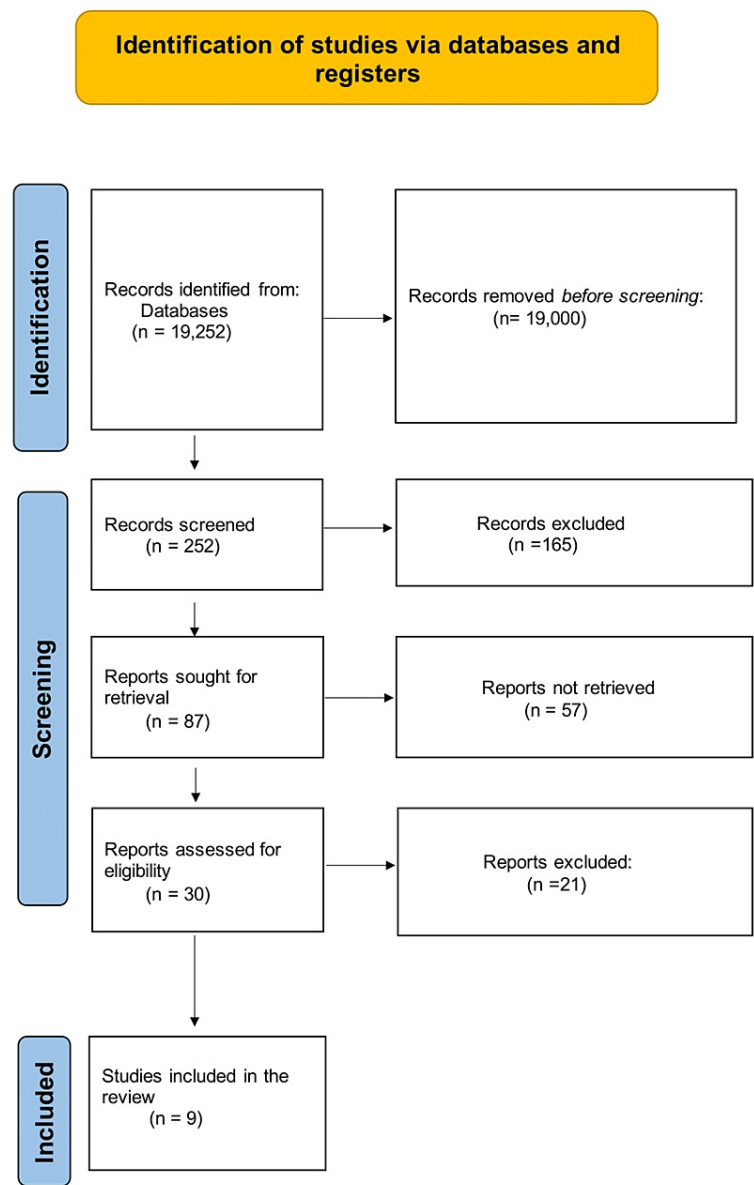 Identification of studies via databases and
registers
Identification
Records identified from:
Databases
(n = 19,252)
Records removed before screening:
(n= 19,000)
Screening
Records screened
(n = 252)
Records excluded
(n =165)
Reports sought for
retrieval
(n = 87)
Reports not retrieved
(n = 57)
Reports assessed for
eligibility
(n = 30)
Reports excluded:
(n =21)
Included
Studies included in the
review
(n = 9)